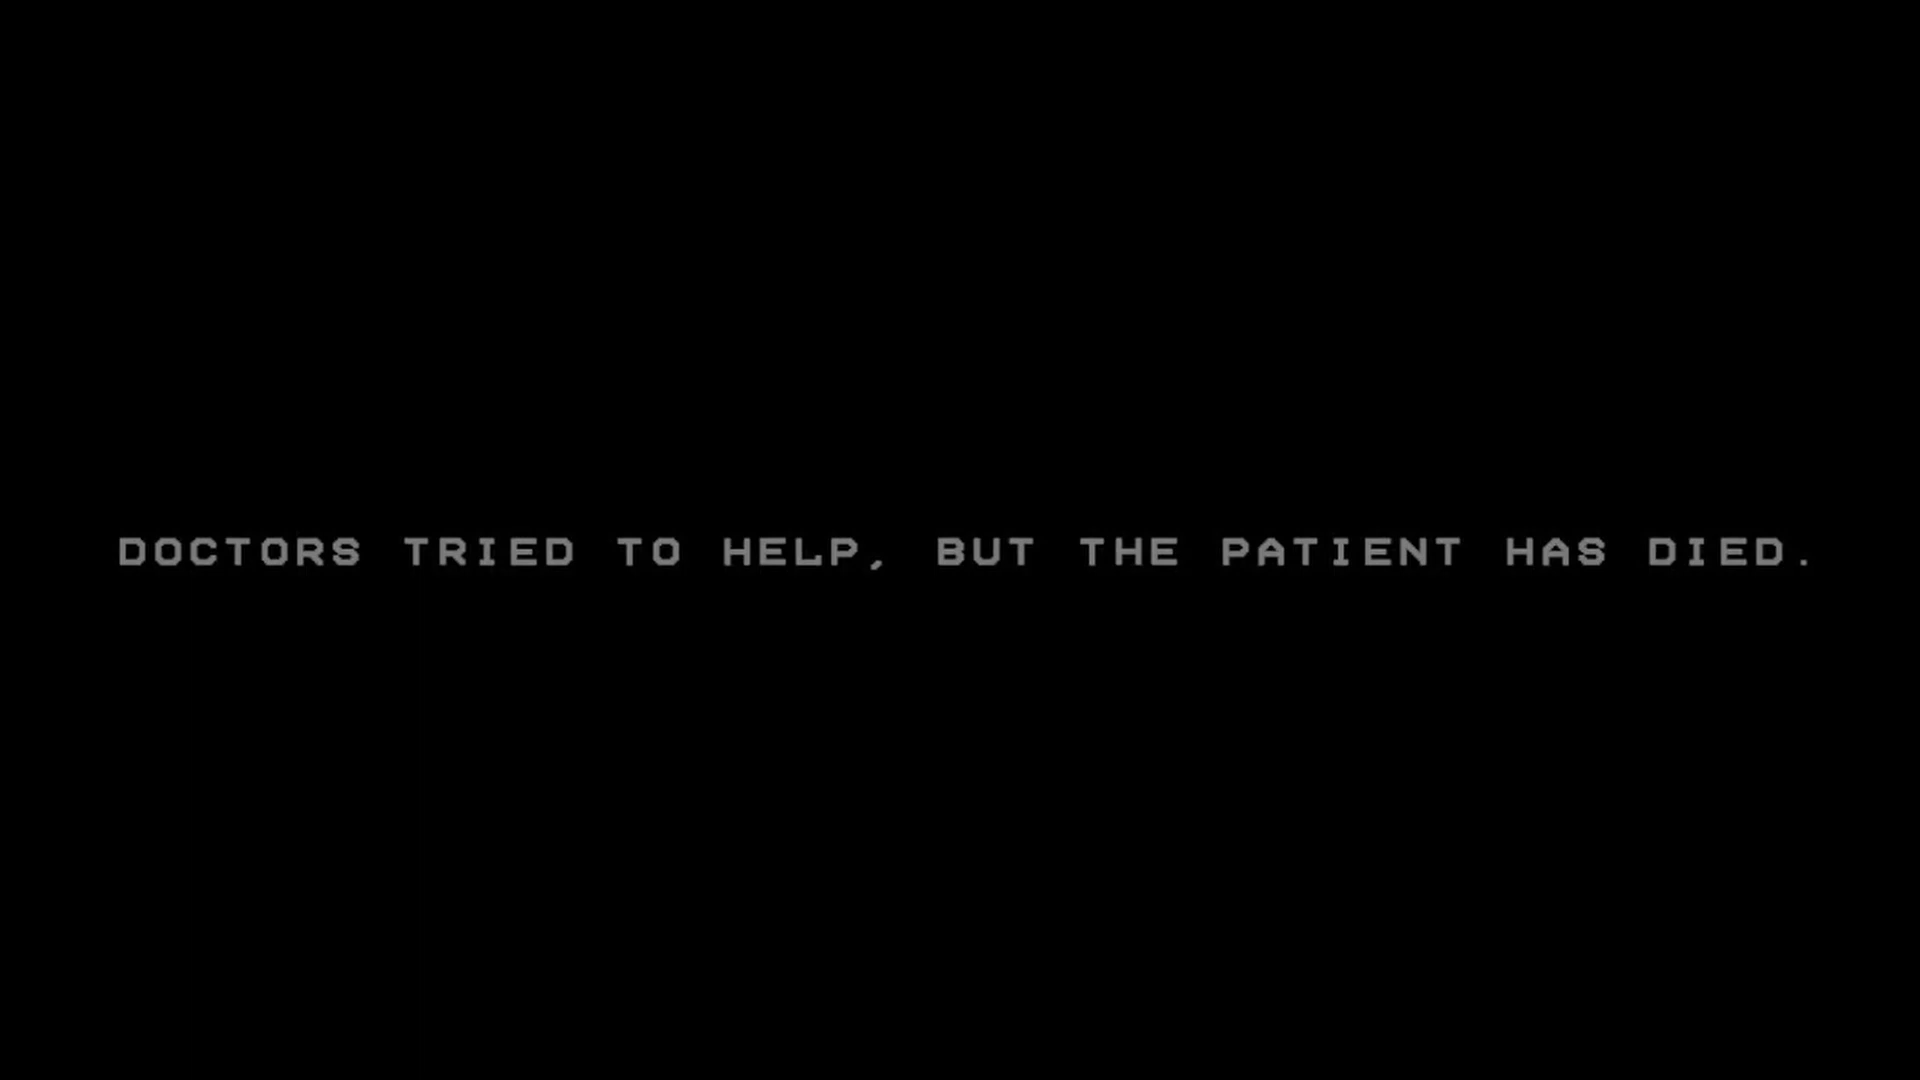 DOCTORS TRIED TO HELP, BUT THE PATIENT HAS DIED.